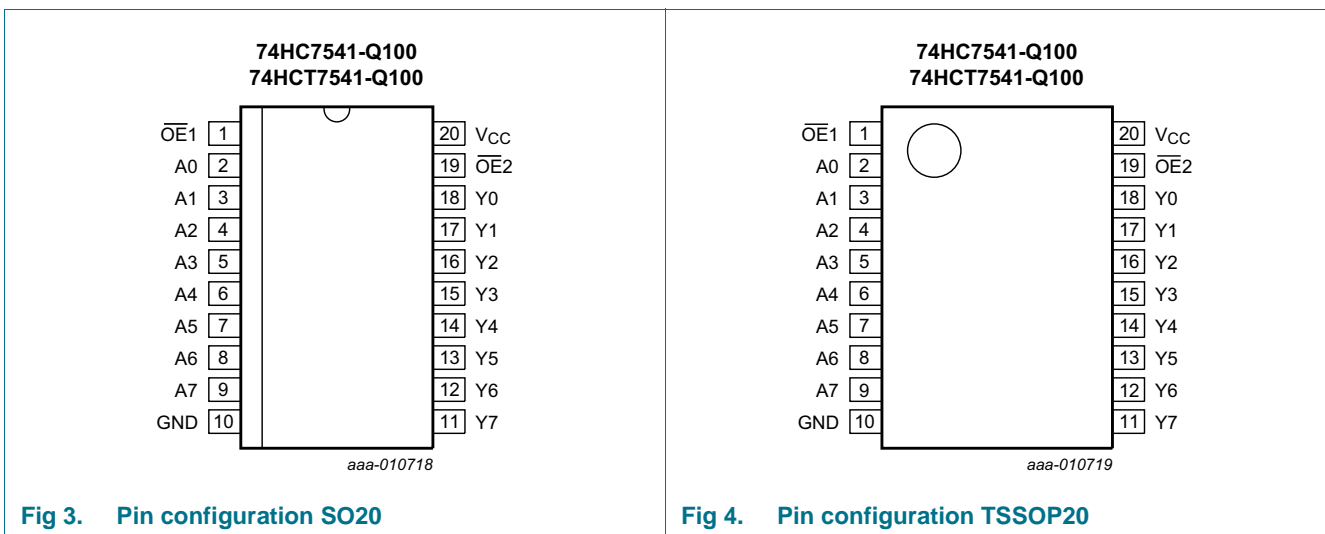 74HC7541-Q100
74HCT7541-Q100
O̅E̅1 1 20 VCC
A0 2 19 O̅E̅2
A1 3 18 Y0
A2 4 17 Y1
A3 5 16 Y2
A4 6 15 Y3
A5 7 14 Y4
A6 8 13 Y5
A7 9 12 Y6
GND 10 11 Y7
aaa-010718
Fig 3. Pin configuration SO20
74HC7541-Q100
74HCT7541-Q100
O̅E̅1 1 20 VCC
A0 2 19 O̅E̅2
A1 3 18 Y0
A2 4 17 Y1
A3 5 16 Y2
A4 6 15 Y3
A5 7 14 Y4
A6 8 13 Y5
A7 9 12 Y6
GND 10 11 Y7
aaa-010719
Fig 4. Pin configuration TSSOP20